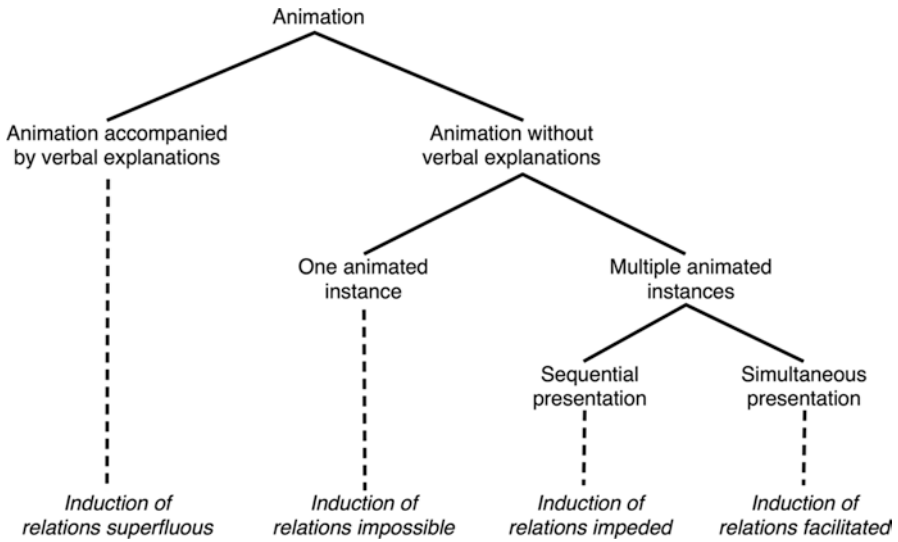 Animation
Animation accompanied
by verbal explanations
Animation without
verbal explanations
One animated
instance
Multiple animated
instances
Sequential
presentation
Simultaneous
presentation
Induction of
relations superfluous
Induction of
relations impossible
Induction of
relations impeded
Induction of
relations facilitated